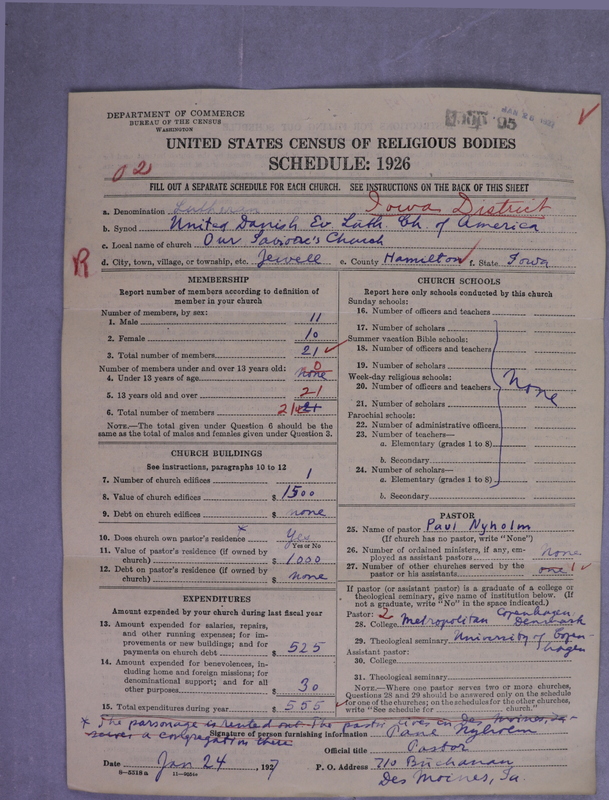 DEPARTMENT OF COMMERCE
BUREAU OF THE CENSUS
WASHINGTON
UNITED STATES CENSUS OF RELIGIOUS BODIES
SCHEDULE: 1926
02
FILL OUT A SEPARATE SCHEDULE FOR EACH CHURCH. SEE INSTRUCTIONS ON THE BACK OF THIS SHEET
a. Denomination Lutheran Iowa District
b. Synod United Danish Ev Luth. Ch. of America
c. Local name of church Our Saviour's Church
R
d. City, town, village, or township, etc. Jewell e. County Hamilton f. State Iowa
MEMBERSHIP
Report number of members according to definition of member in your church
Number of members, by sex:
1. Male 11
2. Female 10
3. Total number of members 21
Number of members under and over 13 years old:
4. Under 13 years of age none 0
5. 13 years old and over 21
6. Total number of members 21 21
NOTE.—The total given under Question 6 should be the same as the total of males and females given under Question 3.
CHURCH BUILDINGS
See instructions, paragraphs 10 to 12
7. Number of church edifices 1
8. Value of church edifices $ 1500
9. Debt on church edifices $ none
10. Does church own pastor's residence * Yes
Yes or No
11. Value of pastor's residence (if owned by church) $ 1000
12. Debt on pastor's residence (if owned by church) $ none
EXPENDITURES
Amount expended by your church during last fiscal year
13. Amount expended for salaries, repairs, and other running expenses; for improvements or new buildings; and for payments on church debt $ 525
14. Amount expended for benevolences, including home and foreign missions; for denominational support; and for all other purposes $ 30
15. Total expenditures during year $ 555
CHURCH SCHOOLS
Report here only schools conducted by this church
Sunday schools:
16. Number of officers and teachers
17. Number of scholars
Summer vacation Bible schools:
18. Number of officers and teachers
19. Number of scholars
Week-day religious schools:
20. Number of officers and teachers None
21. Number of scholars
Parochial schools:
22. Number of administrative officers
23. Number of teachers—
a. Elementary (grades 1 to 8)
b. Secondary
24. Number of scholars—
a. Elementary (grades 1 to 8)
b. Secondary
PASTOR
25. Name of pastor Paul Nyholm
(If church has no pastor, write "None")
26. Number of ordained ministers, if any, employed as assistant pastors none
27. Number of other churches served by the pastor or his assistants one 1
If pastor (or assistant pastor) is a graduate of a college or theological seminary, give name of institution below. (If not a graduate, write "No" in the space indicated.)
Pastor: 2
28. College Metropolitan Copenhagen Denmark
29. Theological seminary University of Copenhagen
Assistant pastor:
30. College
31. Theological seminary
NOTE.—Where one pastor serves two or more churches, Questions 28 and 29 should be answered only on the schedule for one of the churches; on the schedules for the other churches, write "See schedule for church."
* The parsonage is rented out. The pastor lives in Des Moines, Ia.
serves a congregation there
Signature of person furnishing information Paul Nyholm
Official title Pastor
Date Jan 24, 1927 P. O. Address 710 Buchanan
8—5318 a Des Moines, Ia.